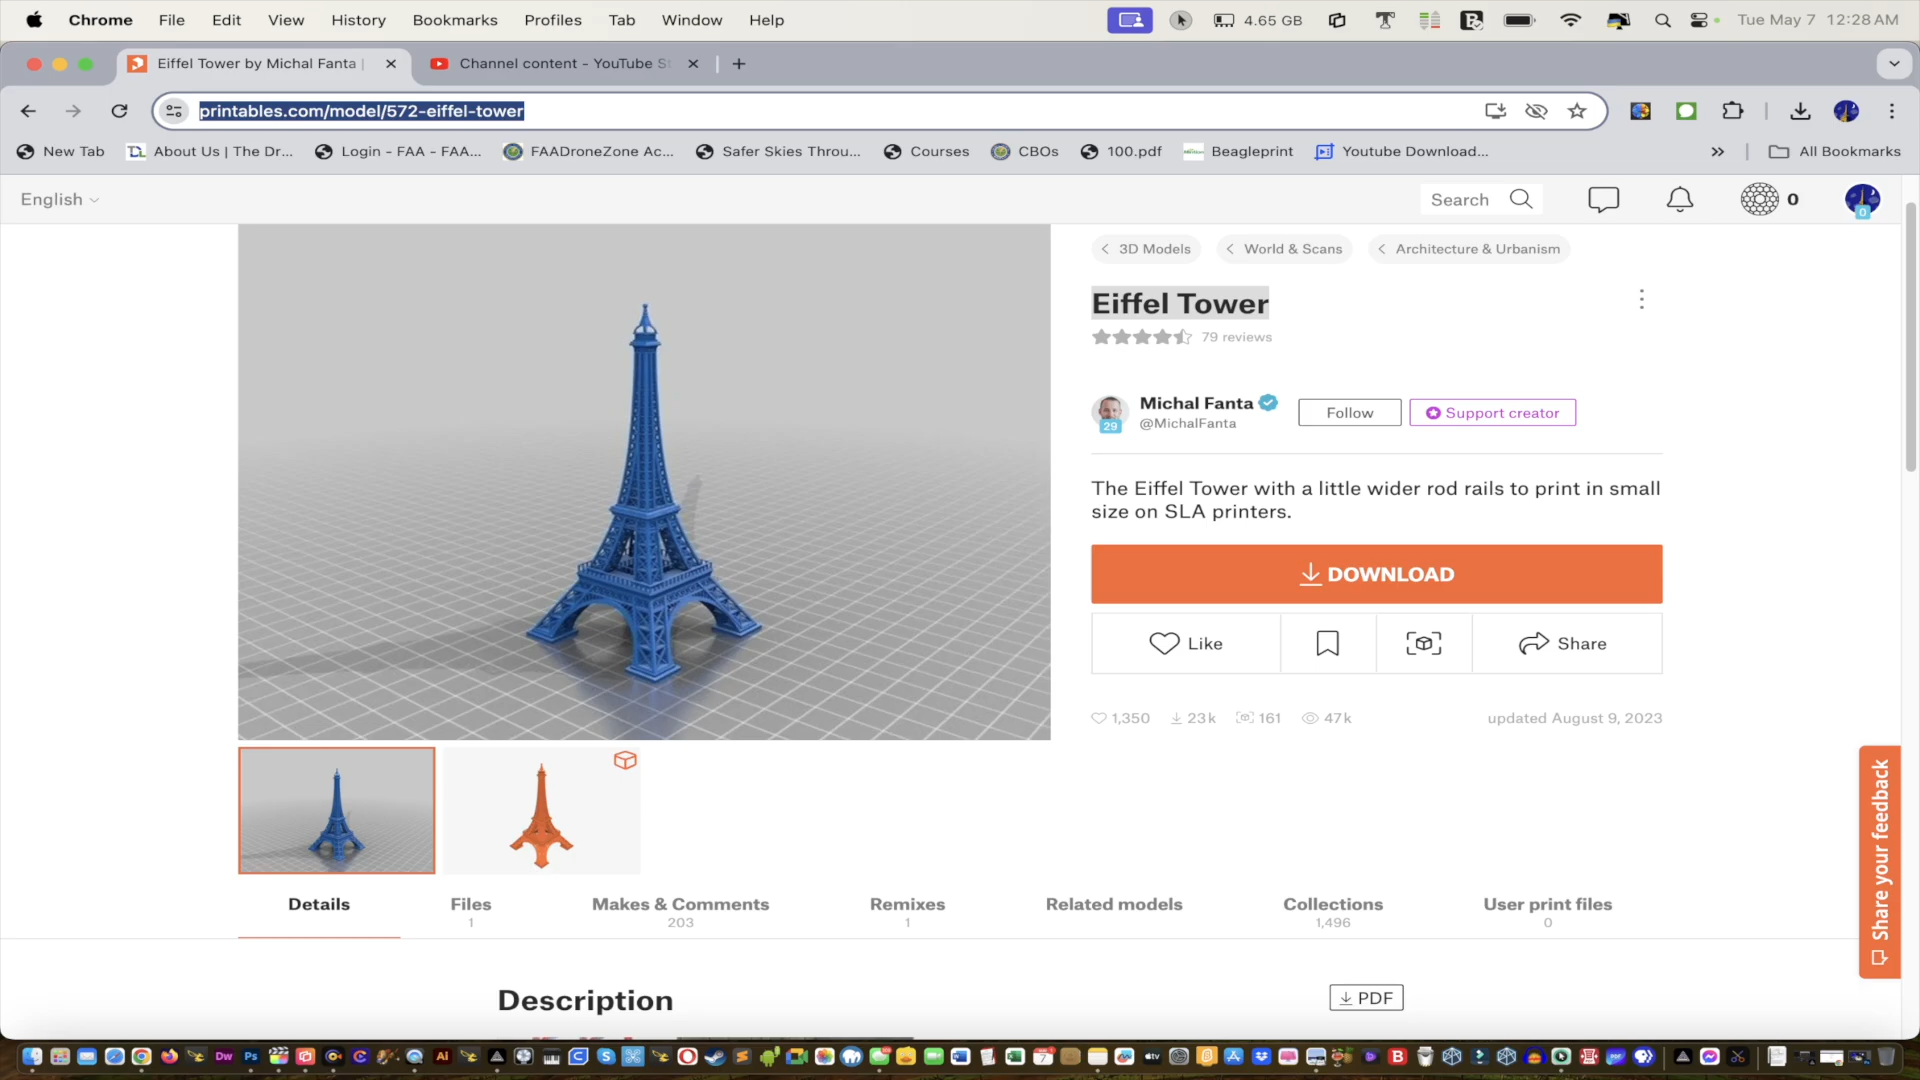 Chrome File Edit View History Bookmarks Profiles Tab Window Help 4.65 GB Tue May 7 12:28 AM
Eiffel Tower by Michal Fanta | Channel content - YouTube St
printables.com/model/572-eiffel-tower
New Tab About Us | The Dr... Login - FAA - FAA... FAADroneZone Ac... Safer Skies Throu... Courses CBOs 100.pdf Beagleprint Youtube Download... All Bookmarks
English Search 0
0
3D Models World & Scans Architecture & Urbanism
Eiffel Tower
79 reviews
Michal Fanta
@MichalFanta
29
Follow Support creator
The Eiffel Tower with a little wider rod rails to print in small
size on SLA printers.
DOWNLOAD
Like Share
1,350 23k 161 47k updated August 9, 2023
Share your feedback
Details Files Makes & Comments Remixes Related models Collections User print files
1 203 1 1,496 0
Description PDF